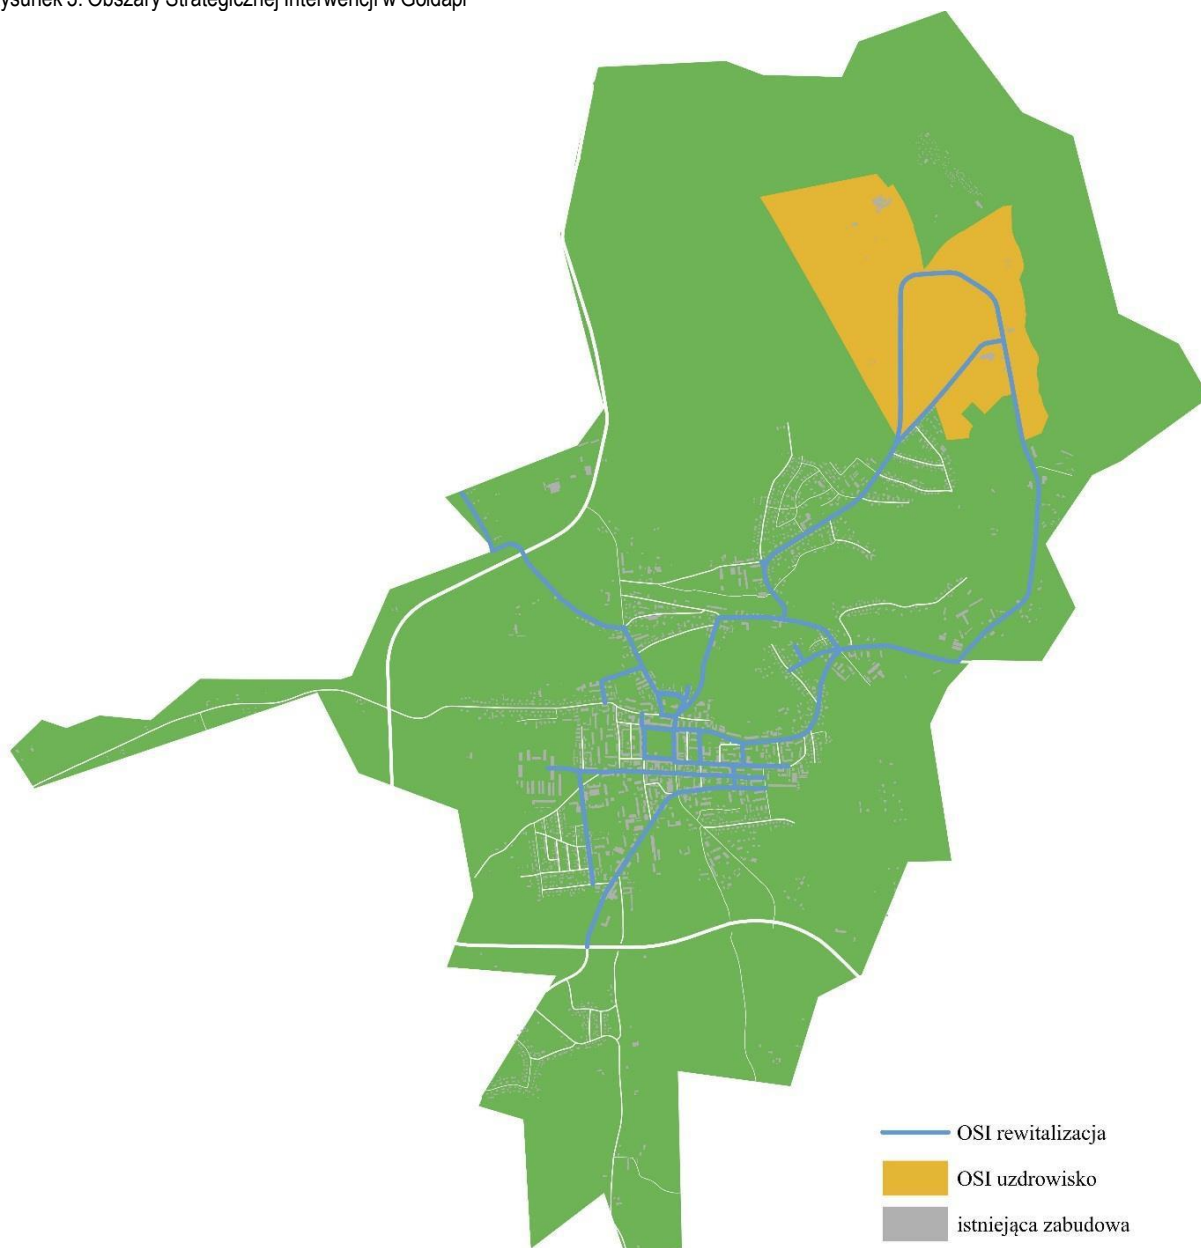 Obszary Strategicznej Interwencji w Gołdapi
OSI rewitalizacja
OSI uzdrowisko
istniejąca zabudowa